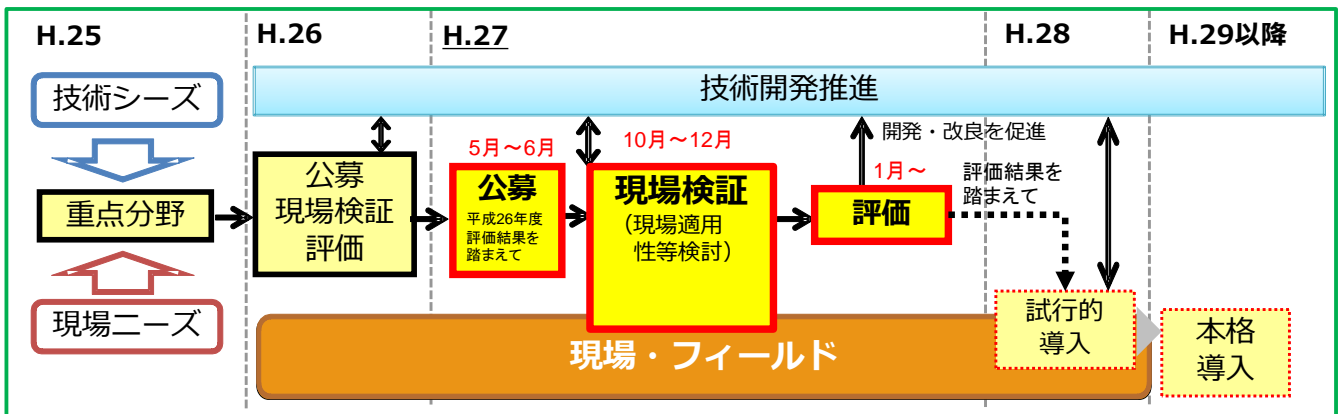 H.25
H.26
H.27
H.28
H.29以降
技術シーズ
重点分野
現場ニーズ
技術開発推進
公募
現場検証
評価
5月～6月
公募
平成26年度
評価結果を
踏まえて
10月～12月
現場検証
(現場適用
性等検討)
開発・改良を促進
1月～
評価
評価結果を
踏まえて
試行的
導入
本格
導入
現場・フィールド